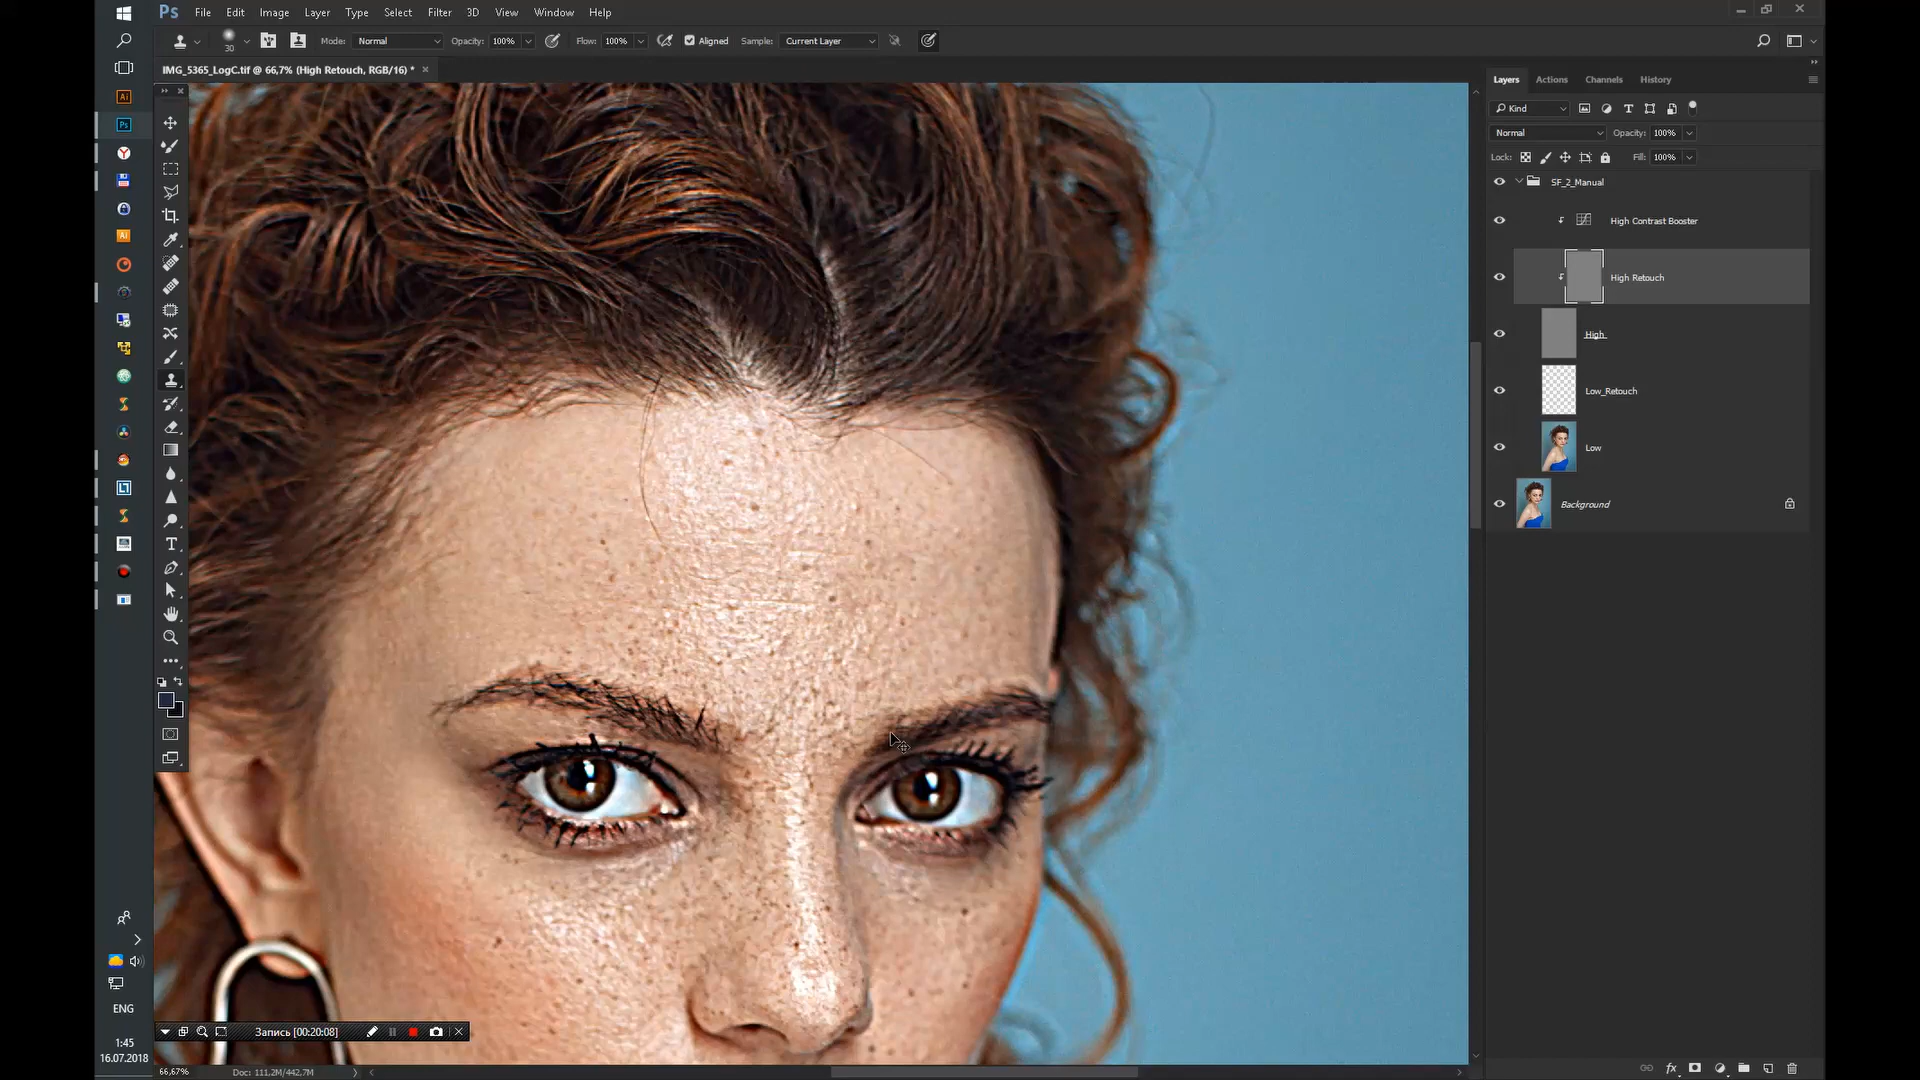 Ps File Edit Image Layer Type Select Filter 3D View Window Help
30 Mode: Normal Opacity: 100% Flow: 100% Aligned Sample: Current Layer
IMG_5365_LogC.tif @ 66,7% (High Retouch, RGB/16) *
Layers Actions Channels History
Kind
Normal Opacity: 100%
Lock: Fill: 100%
SF_2_Manual
High Contrast Booster
High Retouch
High
Low_Retouch
Low
Background
Ai
Ps
Запись [00:20:08]
ENG
1:45
16.07.2018
66,67% Doc: 111,2M/442,7M